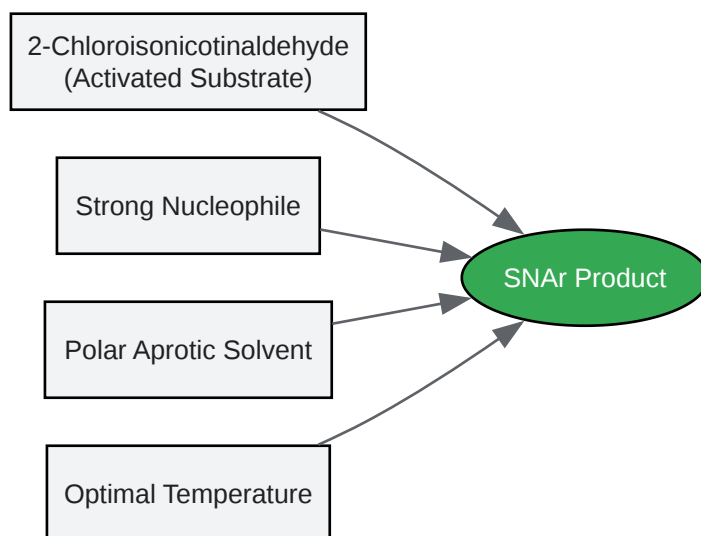 2-Chloroisonicotinaldehyde
(Activated Substrate)
Strong Nucleophile
SNAr Product
Polar Aprotic Solvent
Optimal Temperature